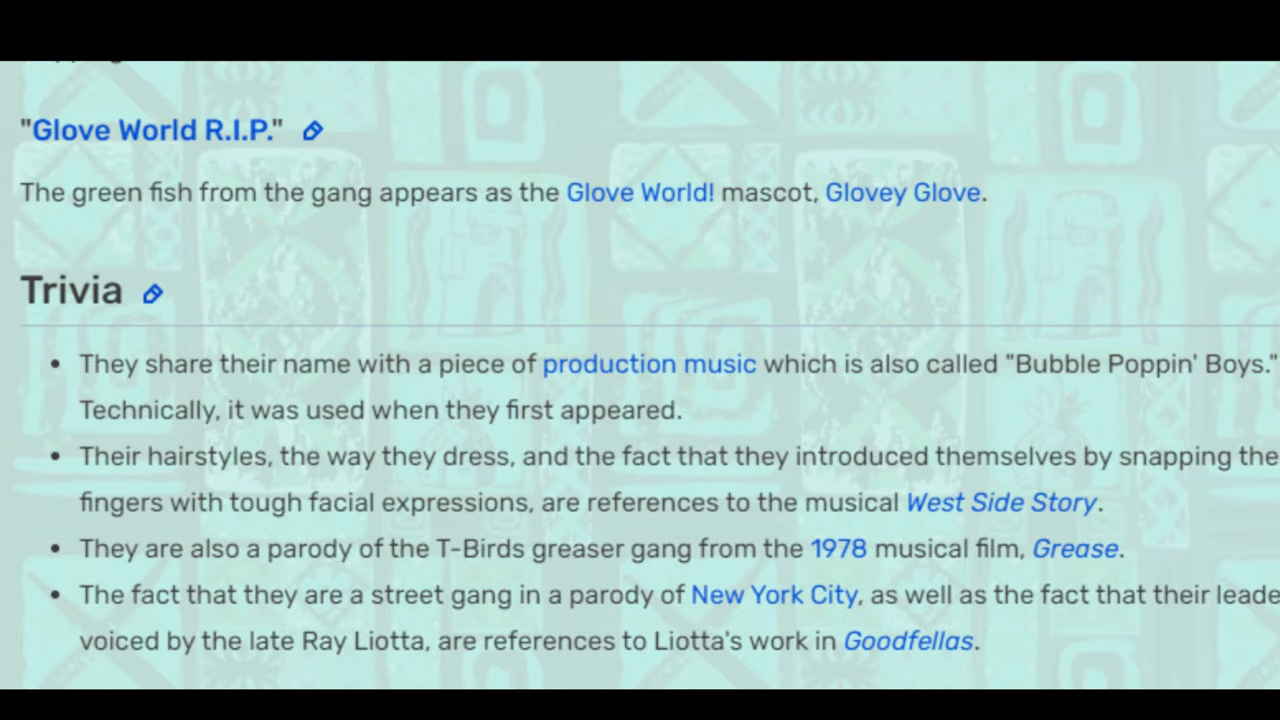 "Glove World R.I.P."
The green fish from the gang appears as the Glove World! mascot, Glovey Glove.
Trivia
• They share their name with a piece of production music which is also called "Bubble Poppin' Boys."
Technically, it was used when they first appeared.
• Their hairstyles, the way they dress, and the fact that they introduced themselves by snapping the
fingers with tough facial expressions, are references to the musical West Side Story.
• They are also a parody of the T-Birds greaser gang from the 1978 musical film, Grease.
• The fact that they are a street gang in a parody of New York City, as well as the fact that their leade
voiced by the late Ray Liotta, are references to Liotta's work in Goodfellas.